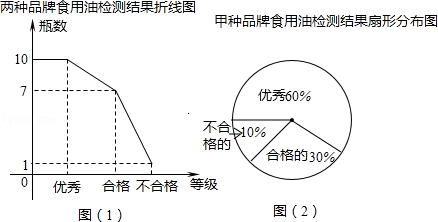 两种品牌食用油检测结果折线图
瓶数
10
7
1
0
优秀 合格 不合格 等级
图（1）
甲种品牌食用油检测结果扇形分布图
优秀60%
不合
格的
10%
合格的30%
图（2）